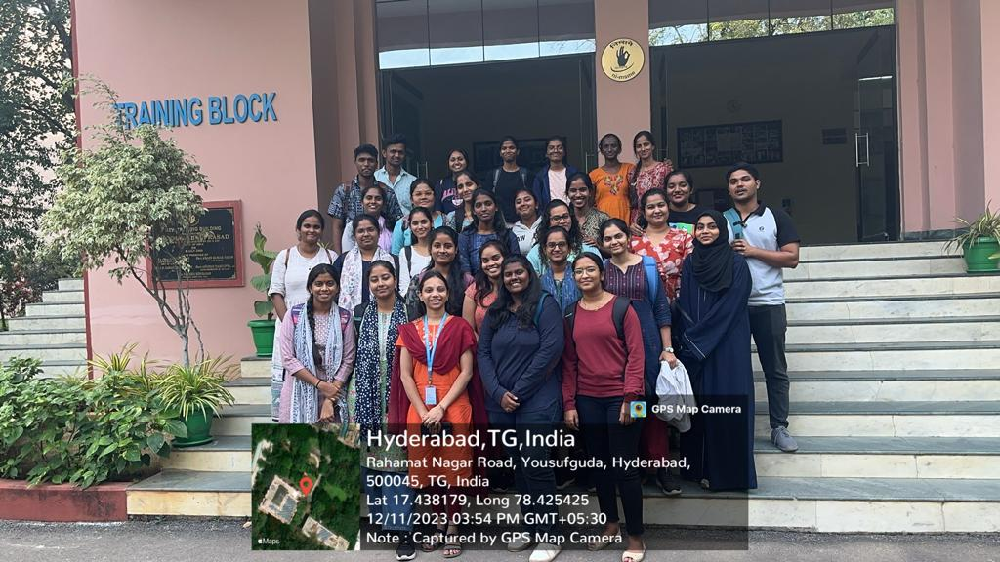 TRAINING BLOCK
ni-msme
GPS Map Camera
Hyderabad,TG,India
Rahamat Nagar Road, Yousufguda, Hyderabad,
500045, TG, India
Lat 17.438179, Long 78.425425
12/11/2023 03:54 PM GMT+05:30
Note : Captured by GPS Map Camera
Maps